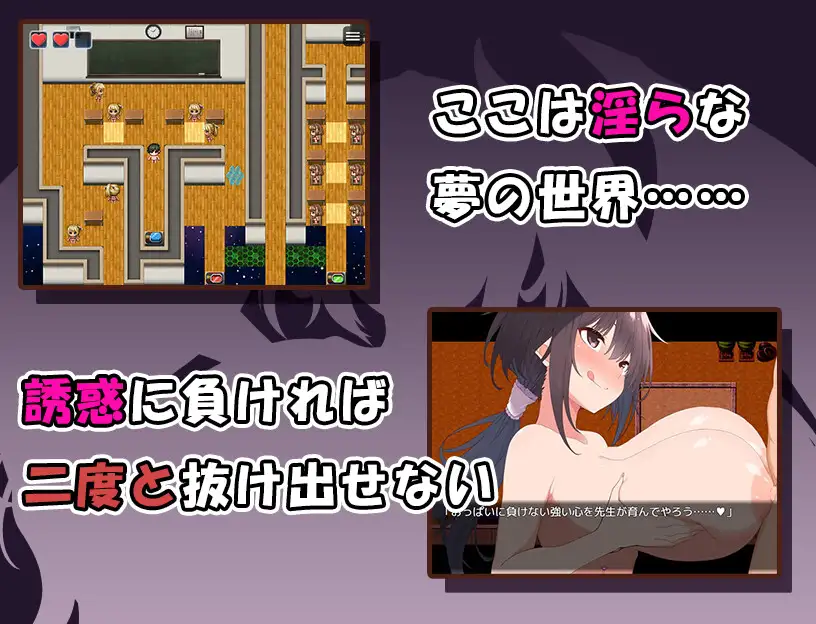 ここは淫らな
夢の世界……
誘惑に負ければ
二度と抜け出せない
「おっぱいに負けない強い心を先生が育んでやろう……♥」